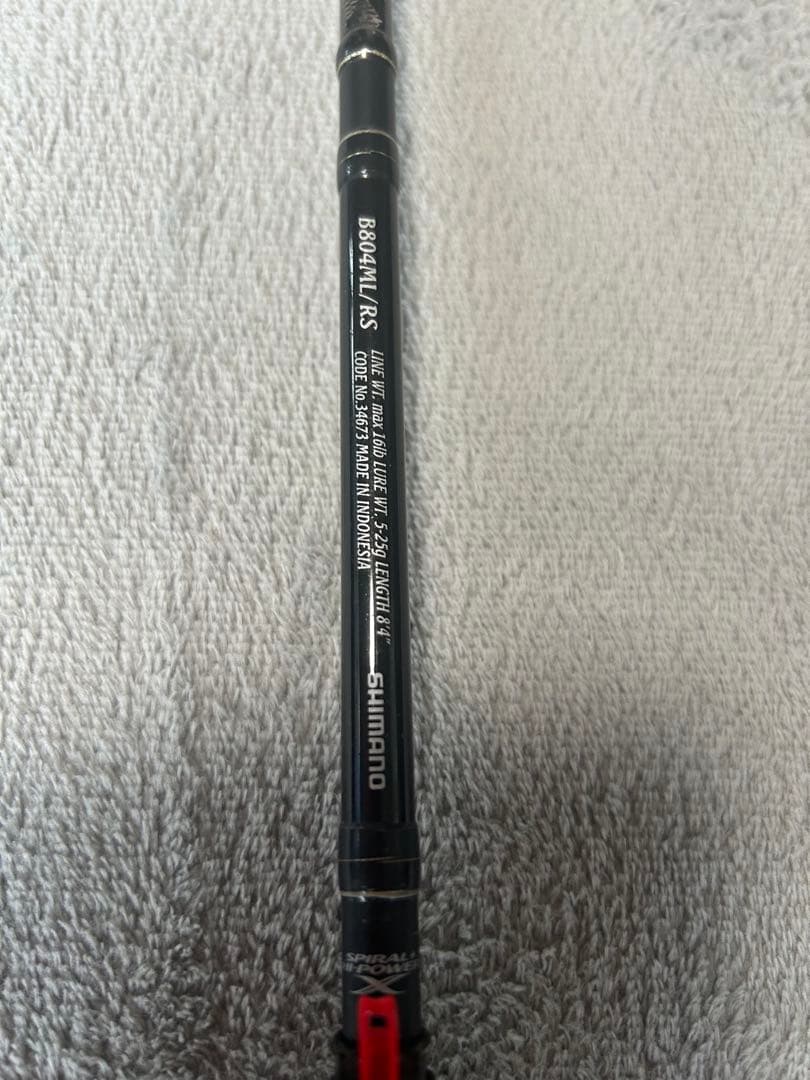 B804ML/RS
LINE WT. max 16lb LURE WT. 5-25g LENGTH 8'4"
CODE No.34673 MADE IN INDONESIA
SHIMANO
SPIRAL+
HI-POWER
X